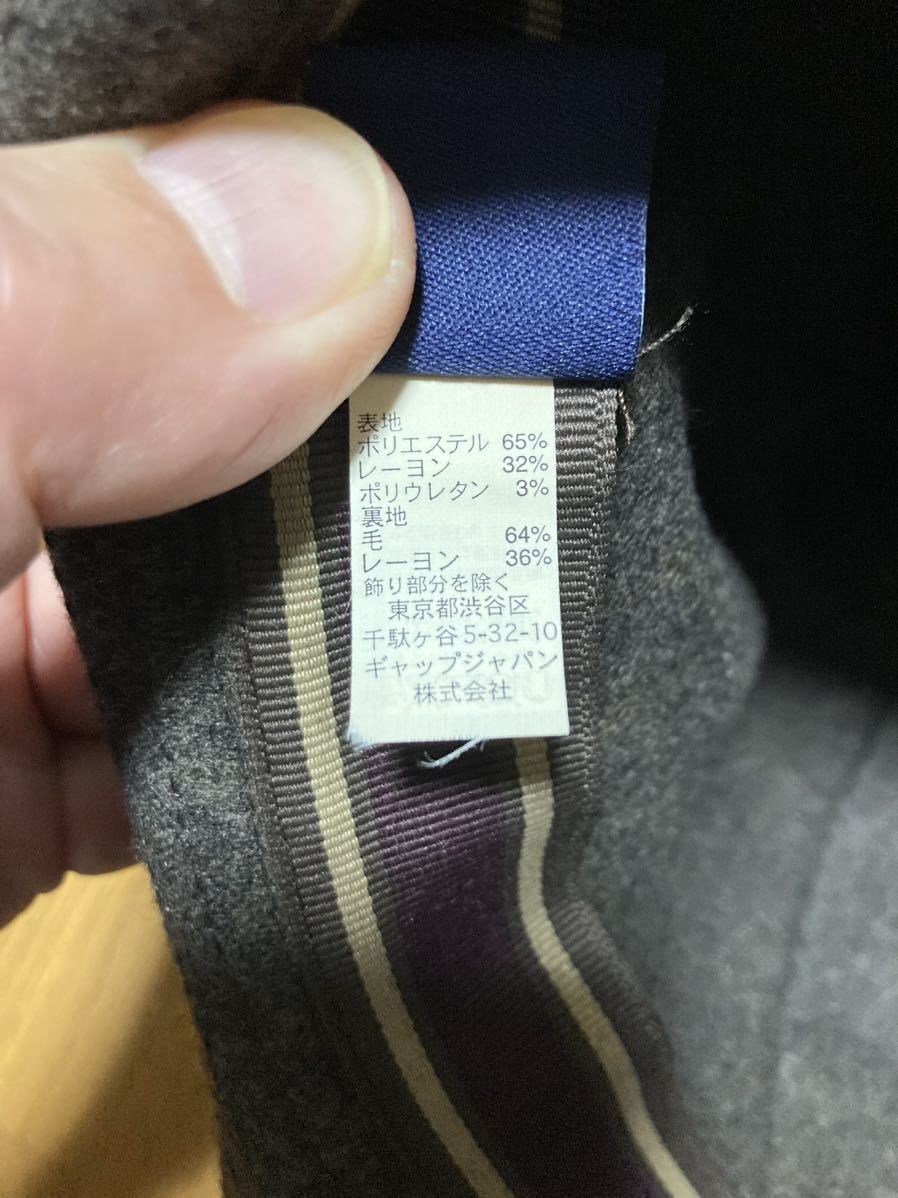 表地
ポリエステル 65%
レーヨン 32%
ポリウレタン 3%
裏地
毛 64%
レーヨン 36%
飾り部分を除く
東京都渋谷区
千駄ヶ谷5-32-10
ギャップジャパン
株式会社